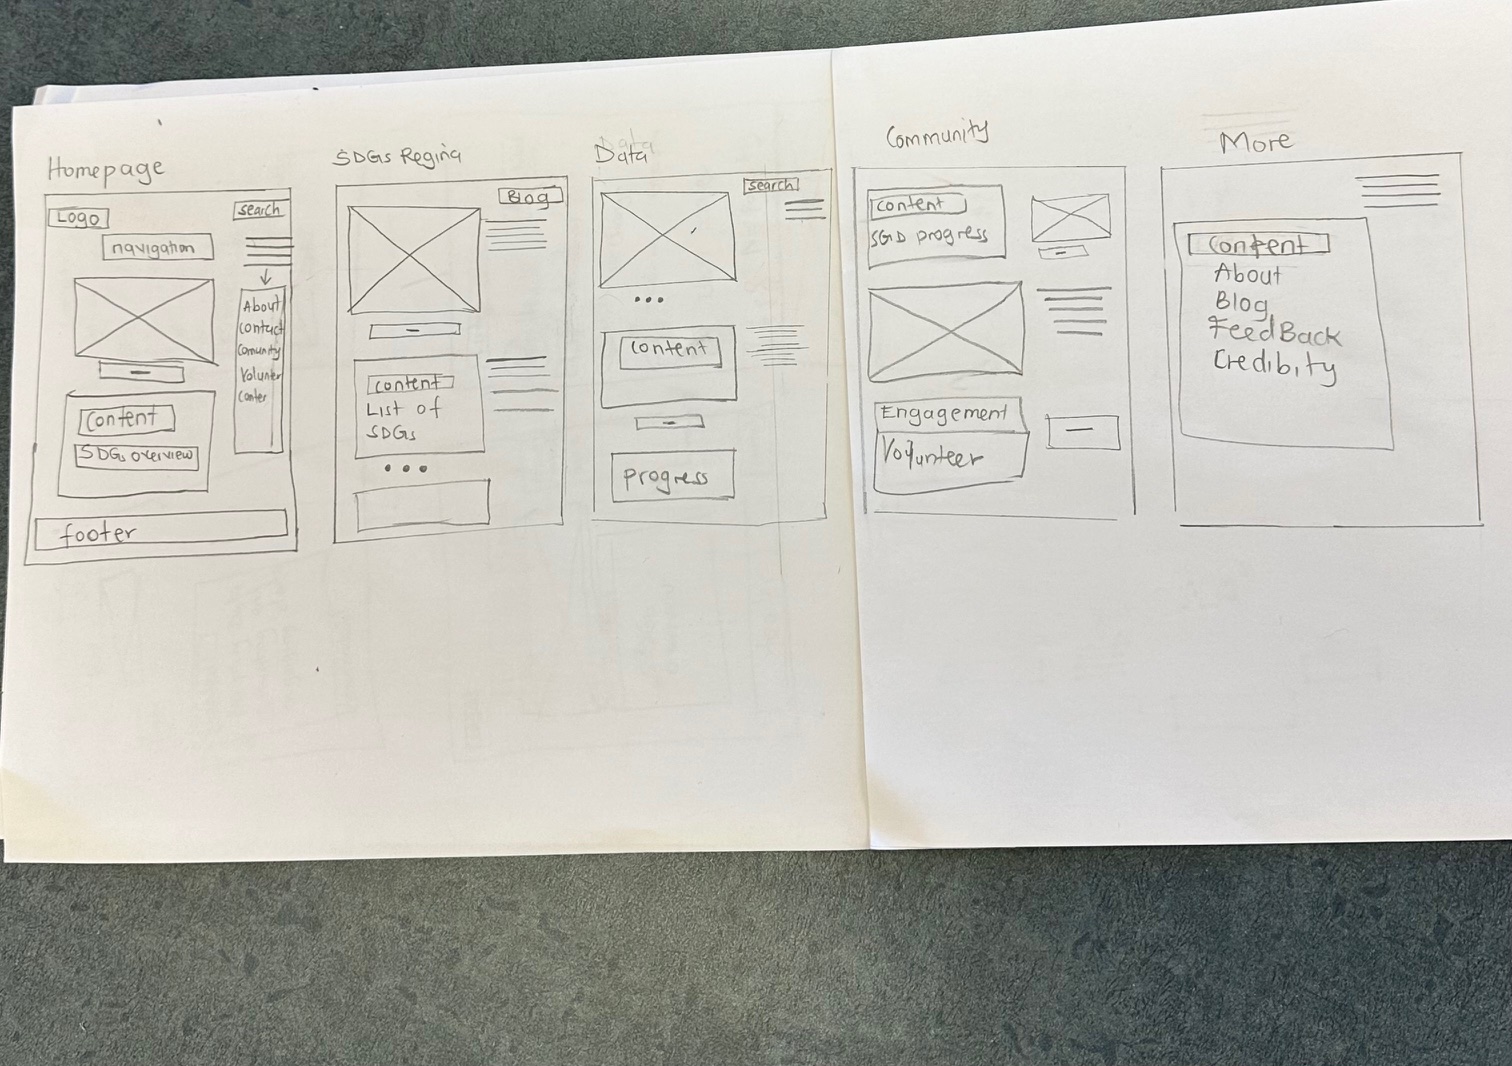 Homepage
Logo
search
navigation
About
Contact
Comunity
Volunter
Center
Content
SDGs overview
footer
SDGs Regina
Blog
content
List of
SDGs
Data
search
content
progress
Community
content
SGD progress
Engagement
Volunteer
More
Content
About
Blog
FeedBack
Credibity